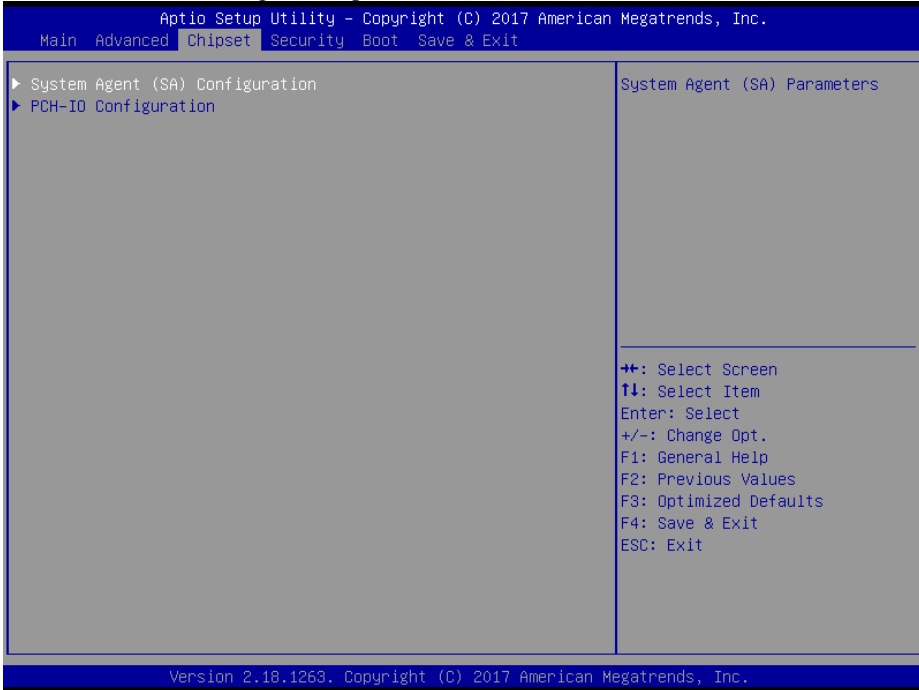 Aptio Setup Utility – Copyright (C) 2017 American Megatrends, Inc.
Main Advanced Chipset Security Boot Save & Exit
▶ System Agent (SA) Configuration
▶ PCH-IO Configuration
System Agent (SA) Parameters
→←: Select Screen
↑↓: Select Item
Enter: Select
+/-: Change Opt.
F1: General Help
F2: Previous Values
F3: Optimized Defaults
F4: Save & Exit
ESC: Exit
Version 2.18.1263. Copyright (C) 2017 American Megatrends, Inc.